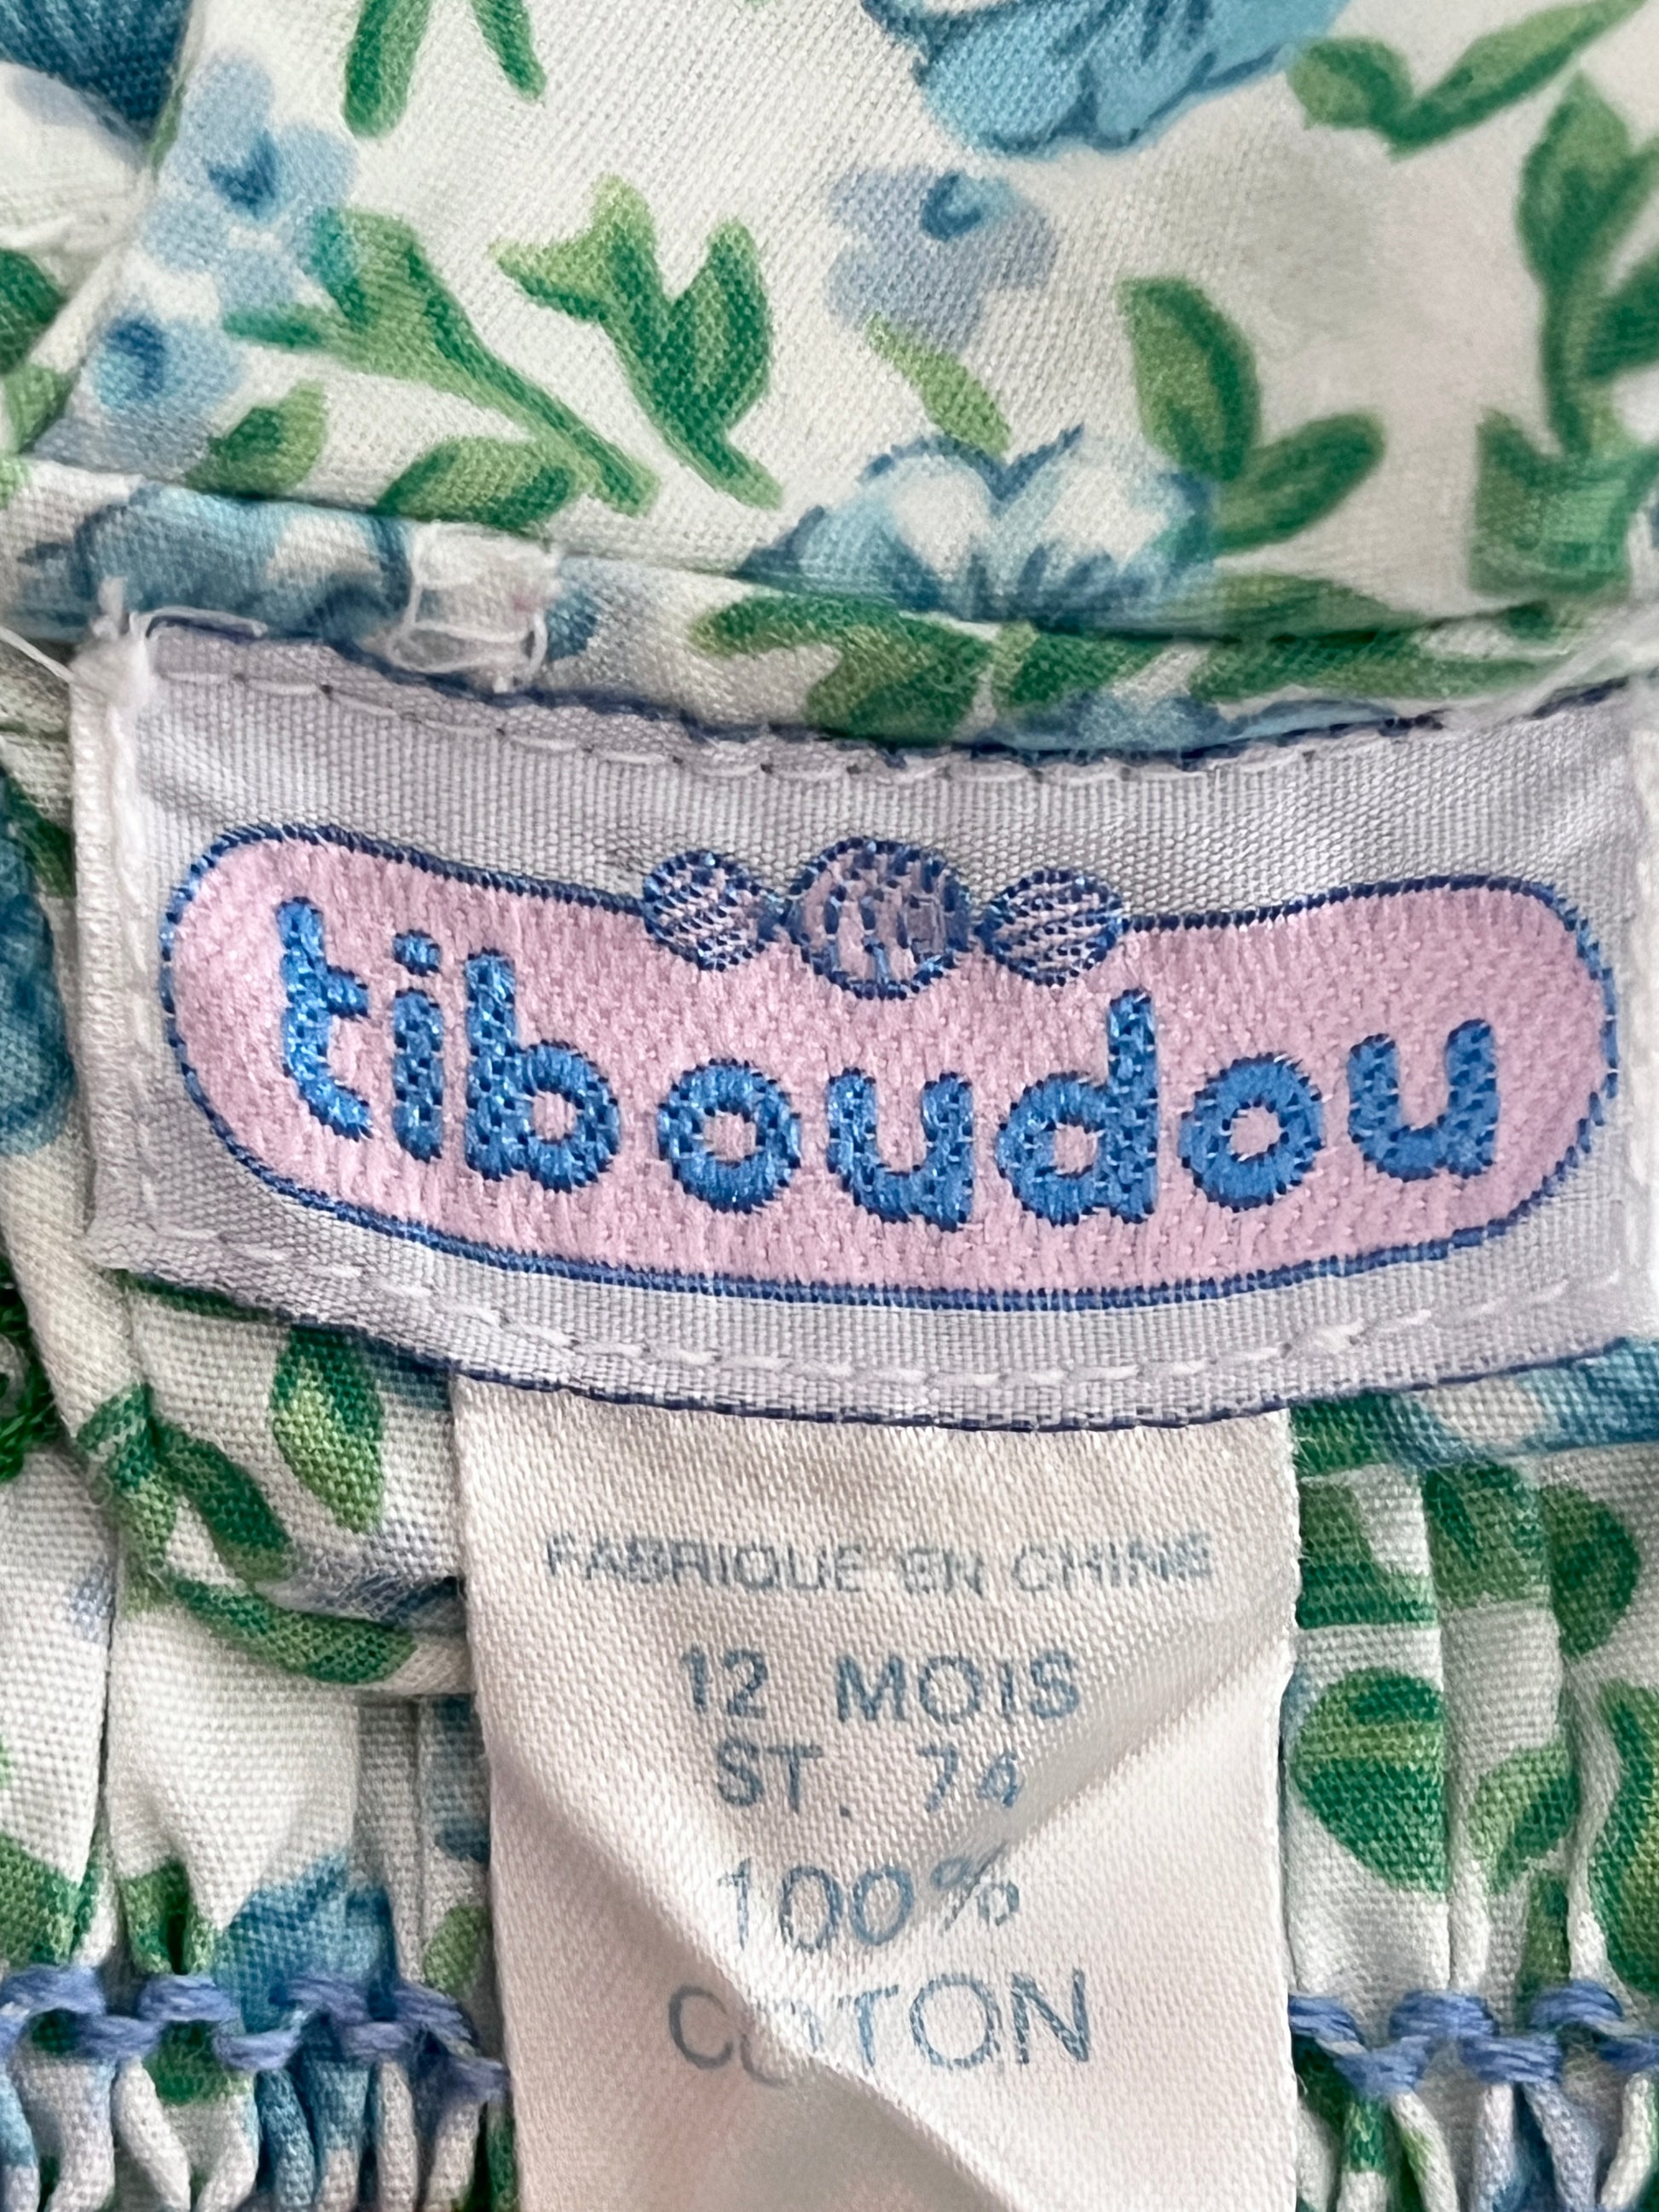 tiboudou
FABRIQUE EN CHINE
12 MOIS
ST. 74
100%
COTON